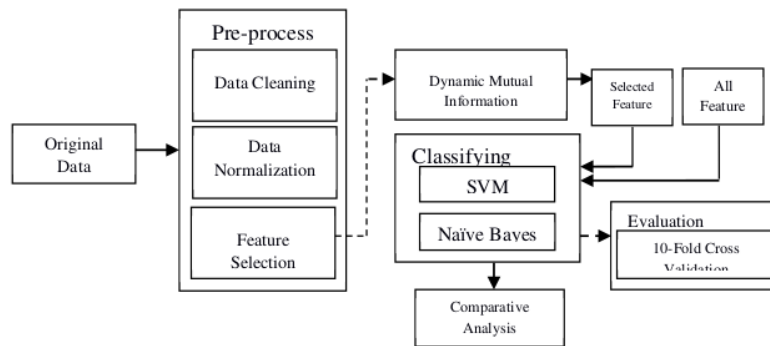 Original
Data
Pre-process
Data Cleaning
Data
Normalization
Feature
Selection
Dynamic Mutual
Information
Selected
Feature
All
Feature
Classifying
SVM
Naïve Bayes
Evaluation
10-Fold Cross
Validation
Comparative
Analysis